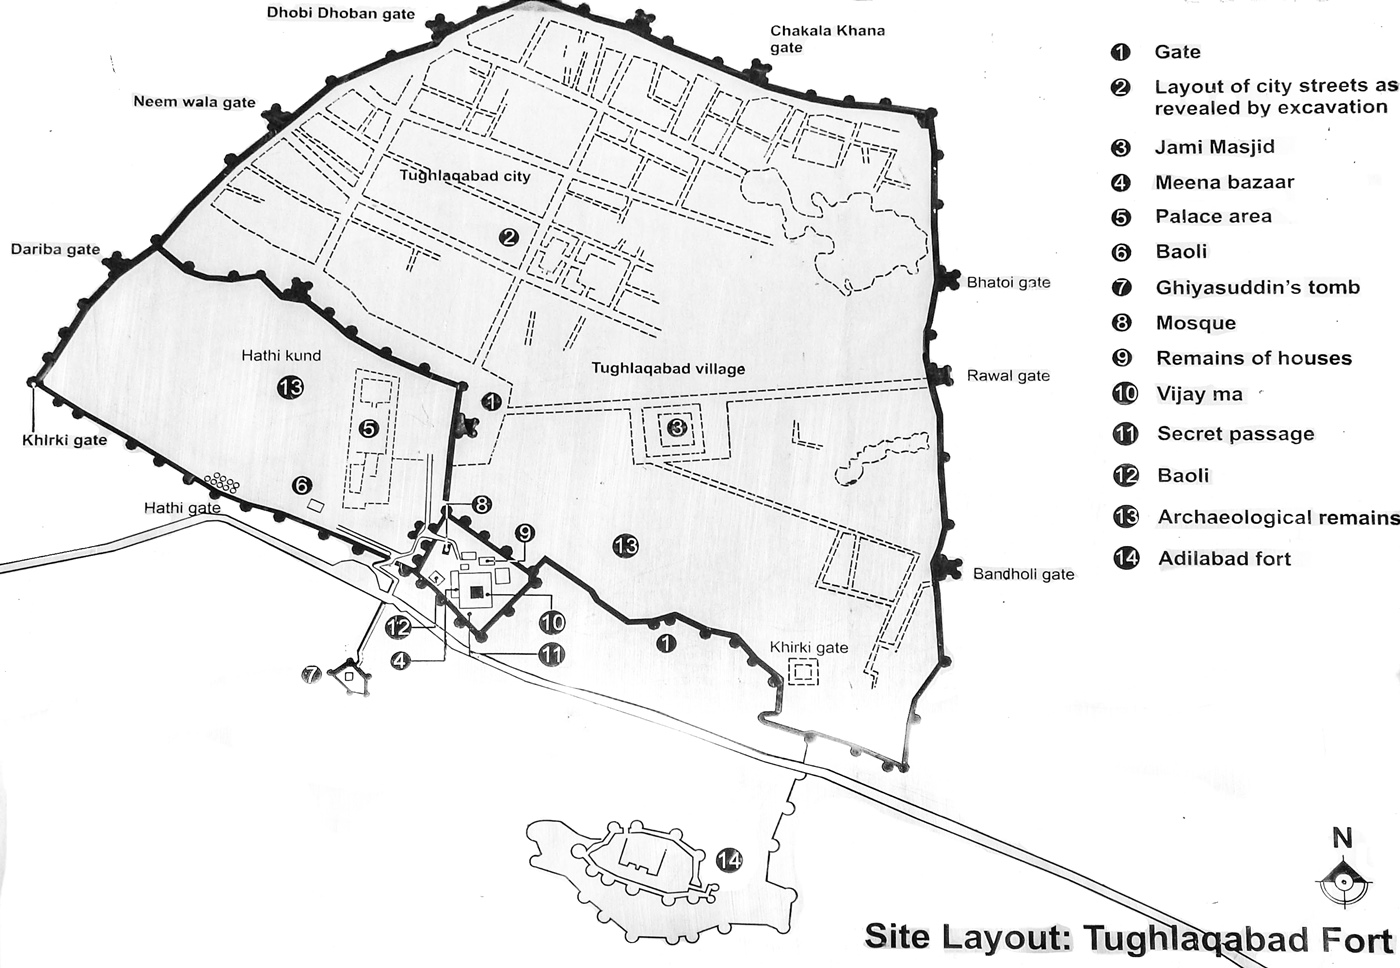 Dhobi Dhoban gate
Chakala Khana
gate
Neem wala gate
Tughlaqabad city
2
Dariba gate
Bhatoi gate
Hathi kund
13
Tughlaqabad village
Rawal gate
1
5
3
Khirki gate
6
Hathi gate
8
9
13
Bandholi gate
12
10
4
11
1
Khirki gate
7
14
1 Gate
2 Layout of city streets as
revealed by excavation
3 Jami Masjid
4 Meena bazaar
5 Palace area
6 Baoli
7 Ghiyasuddin's tomb
8 Mosque
9 Remains of houses
10 Vijay ma
11 Secret passage
12 Baoli
13 Archaeological remains
14 Adilabad fort
N
Site Layout: Tughlaqabad Fort